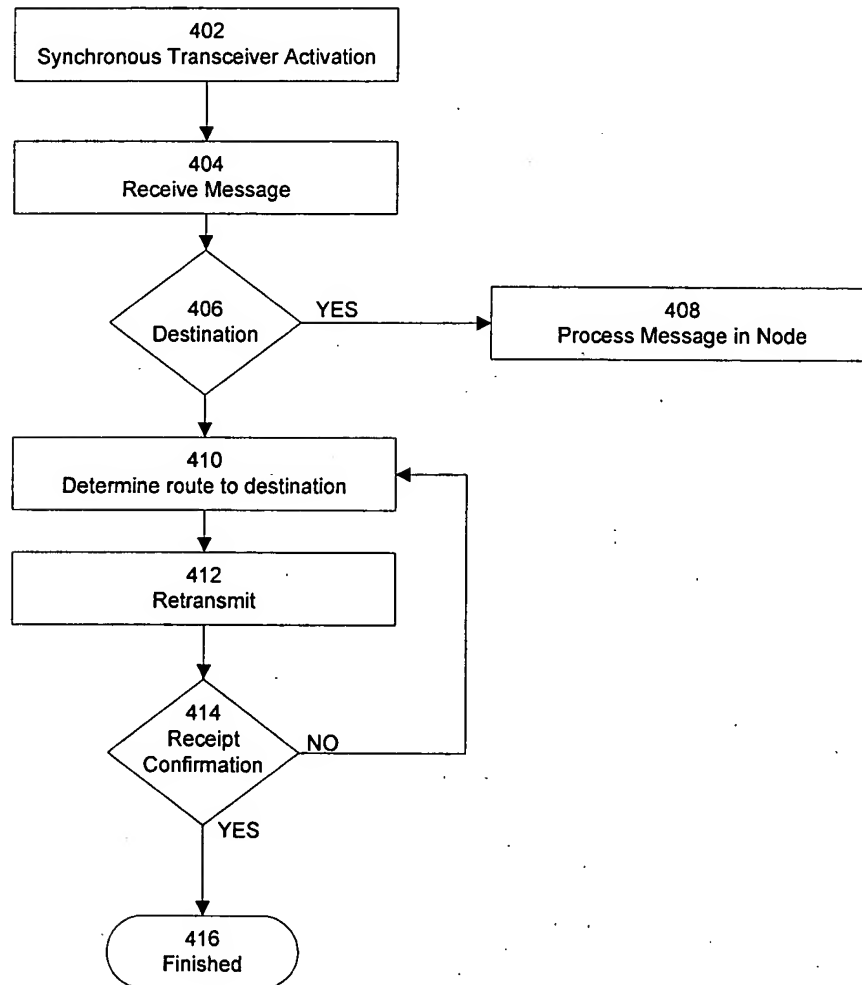 402
Synchronous Transceiver Activation
404
Receive Message
406
Destination
YES
408
Process Message in Node
410
Determine route to destination
412
Retransmit
414
Receipt
Confirmation
NO
YES
416
Finished